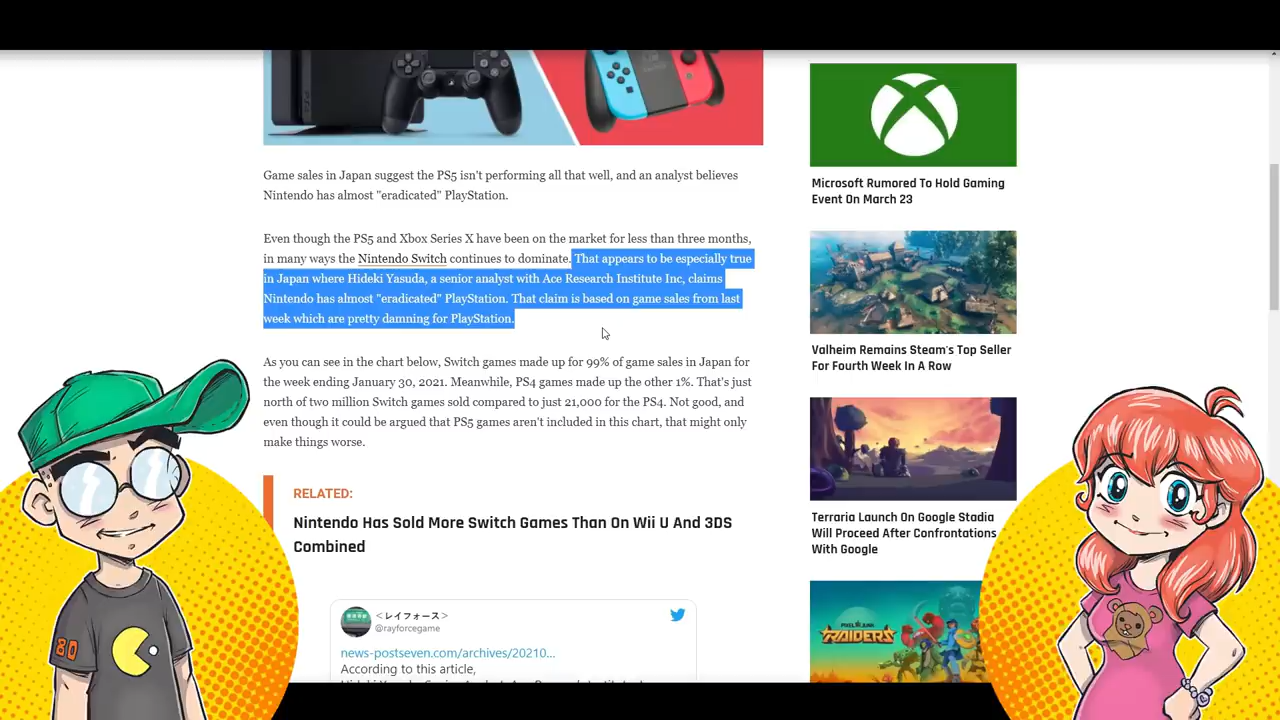 Game sales in Japan suggest the PS5 isn't performing all that well, and an analyst believes
Nintendo has almost "eradicated" PlayStation.
Even though the PS5 and Xbox Series X have been on the market for less than three months,
in many ways the Nintendo Switch continues to dominate. That appears to be especially true
in Japan where Hideki Yasuda, a senior analyst with Ace Research Institute Inc, claims
Nintendo has almost "eradicated" PlayStation. That claim is based on game sales from last
week which are pretty damning for PlayStation.
As you can see in the chart below, Switch games made up for 99% of game sales in Japan for
the week ending January 30, 2021. Meanwhile, PS4 games made up the other 1%. That's just
north of two million Switch games sold compared to just 21,000 for the PS4. Not good, and
even though it could be argued that PS5 games aren't included in this chart, that might only
make things worse.
RELATED:
Nintendo Has Sold More Switch Games Than On Wii U And 3DS
Combined
<レイフォース>
@rayforcegame
news-postseven.com/archives/20210...
According to this article,
Microsoft Rumored To Hold Gaming
Event On March 23
Valheim Remains Steam's Top Seller
For Fourth Week In A Row
Terraria Launch On Google Stadia
Will Proceed After Confrontations
With Google
RAIDERS
80